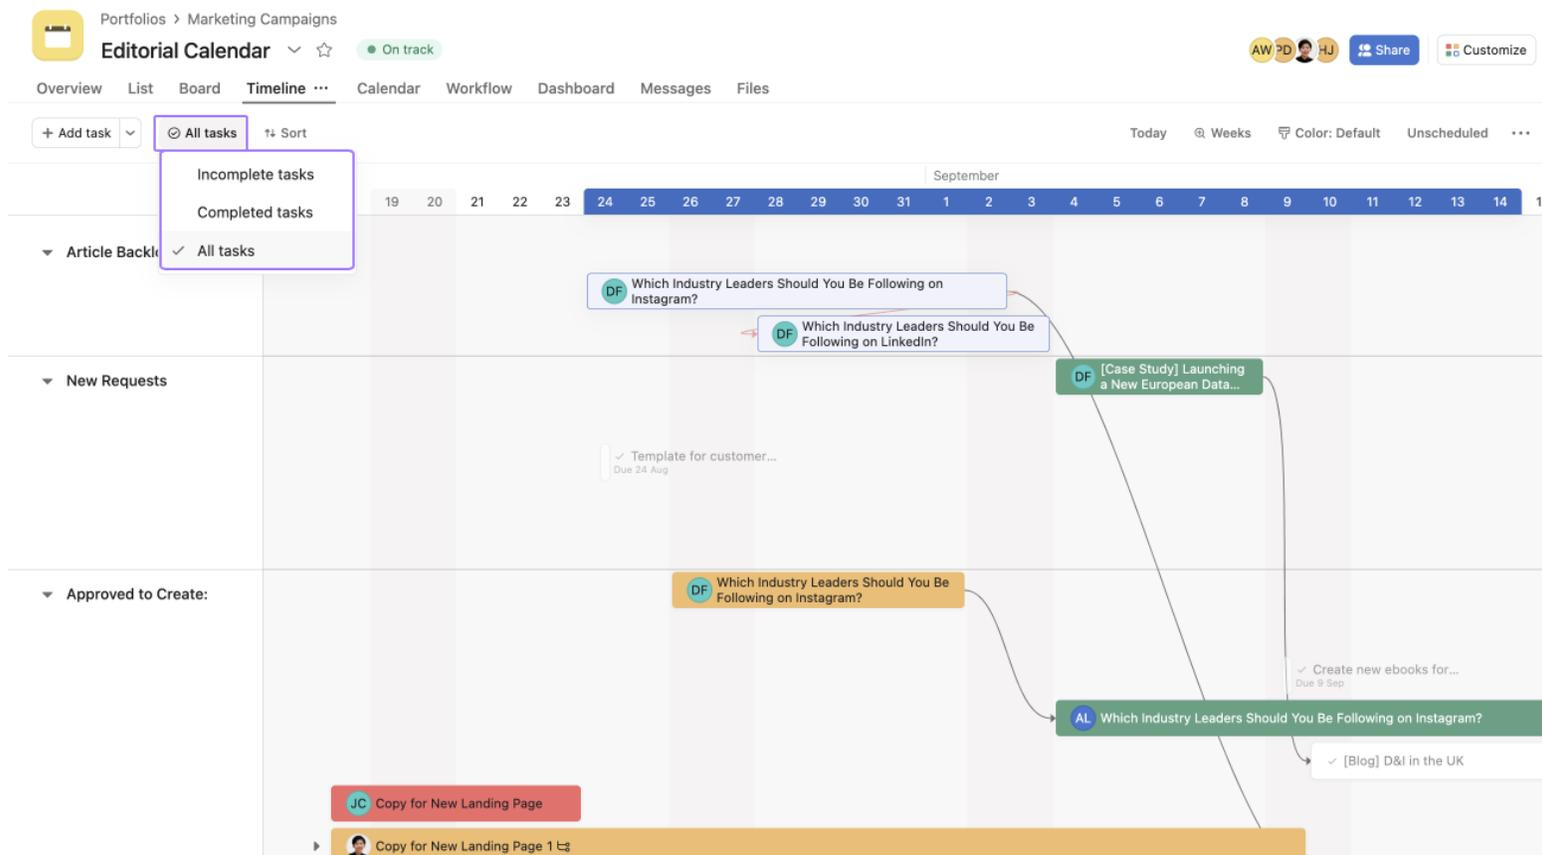 Portfolios > Marketing Campaigns
Editorial Calendar
On track
AW PD HJ
Share
Customize
Overview List Board Timeline ••• Calendar Workflow Dashboard Messages Files
+ Add task
All tasks
Sort
Today
Weeks
Color: Default
Unscheduled
•••
Incomplete tasks
Completed tasks
All tasks
September
19 20 21 22 23 24 25 26 27 28 29 30 31 1 2 3 4 5 6 7 8 9 10 11 12 13 14
Article
DF Which Industry Leaders Should You Be Following on
Instagram?
DF Which Industry Leaders Should You Be
Following on LinkedIn?
New Requests
DF [Case Study] Launching
a New European Data...
Template for customer...
Due 24 Aug
Approved to Create:
DF Which Industry Leaders Should You Be
Following on Instagram?
Create new ebooks for...
Due 9 Sep
AL Which Industry Leaders Should You Be Following on Instagram?
[Blog] D&I in the UK
JC Copy for New Landing Page
Copy for New Landing Page 1